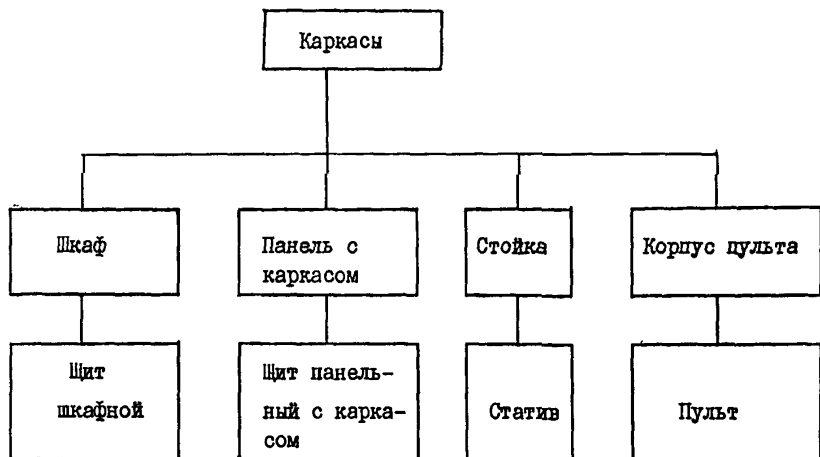 Каркасы
Шкаф
Панель с
каркасом
Стойка
Корпус пульта
Щит
шкафной
Щит панель-
ный с карка-
сом
Статив
Пульт